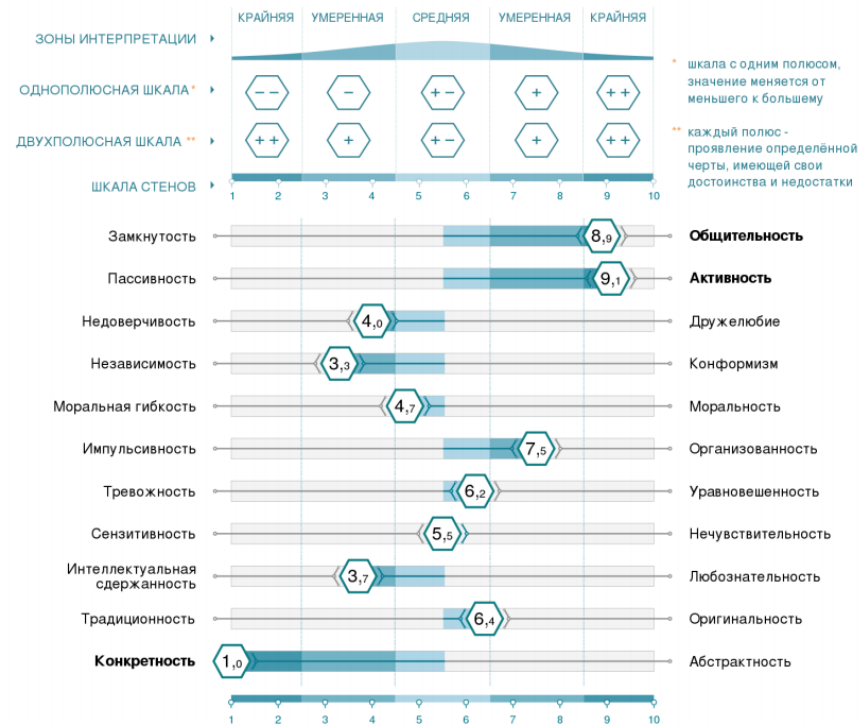 КРАЙНЯЯ УМЕРЕННАЯ СРЕДНЯЯ УМЕРЕННАЯ КРАЙНЯЯ
ЗОНЫ ИНТЕРПРЕТАЦИИ
ОДНОПОЛЮСНАЯ ШКАЛА*
− − − + − + + +
* шкала с одним полюсом,
значение меняется от
меньшего к большему
ДВУХПОЛЮСНАЯ ШКАЛА **
+ + + + − + + +
** каждый полюс -
проявление определённой
черты, имеющей свои
достоинства и недостатки
ШКАЛА СТЕНОВ
1 2 3 4 5 6 7 8 9 10
Замкнутость 8,9 Общительность
Пассивность 9,1 Активность
Недоверчивость 4,0 Дружелюбие
Независимость 3,3 Конформизм
Моральная гибкость 4,7 Моральность
Импульсивность 7,5 Организованность
Тревожность 6,2 Уравновешенность
Сензитивность 5,5 Нечувствительность
Интеллектуальная
сдержанность 3,7 Любознательность
Традиционность 6,4 Оригинальность
Конкретность 1,0 Абстрактность
1 2 3 4 5 6 7 8 9 10